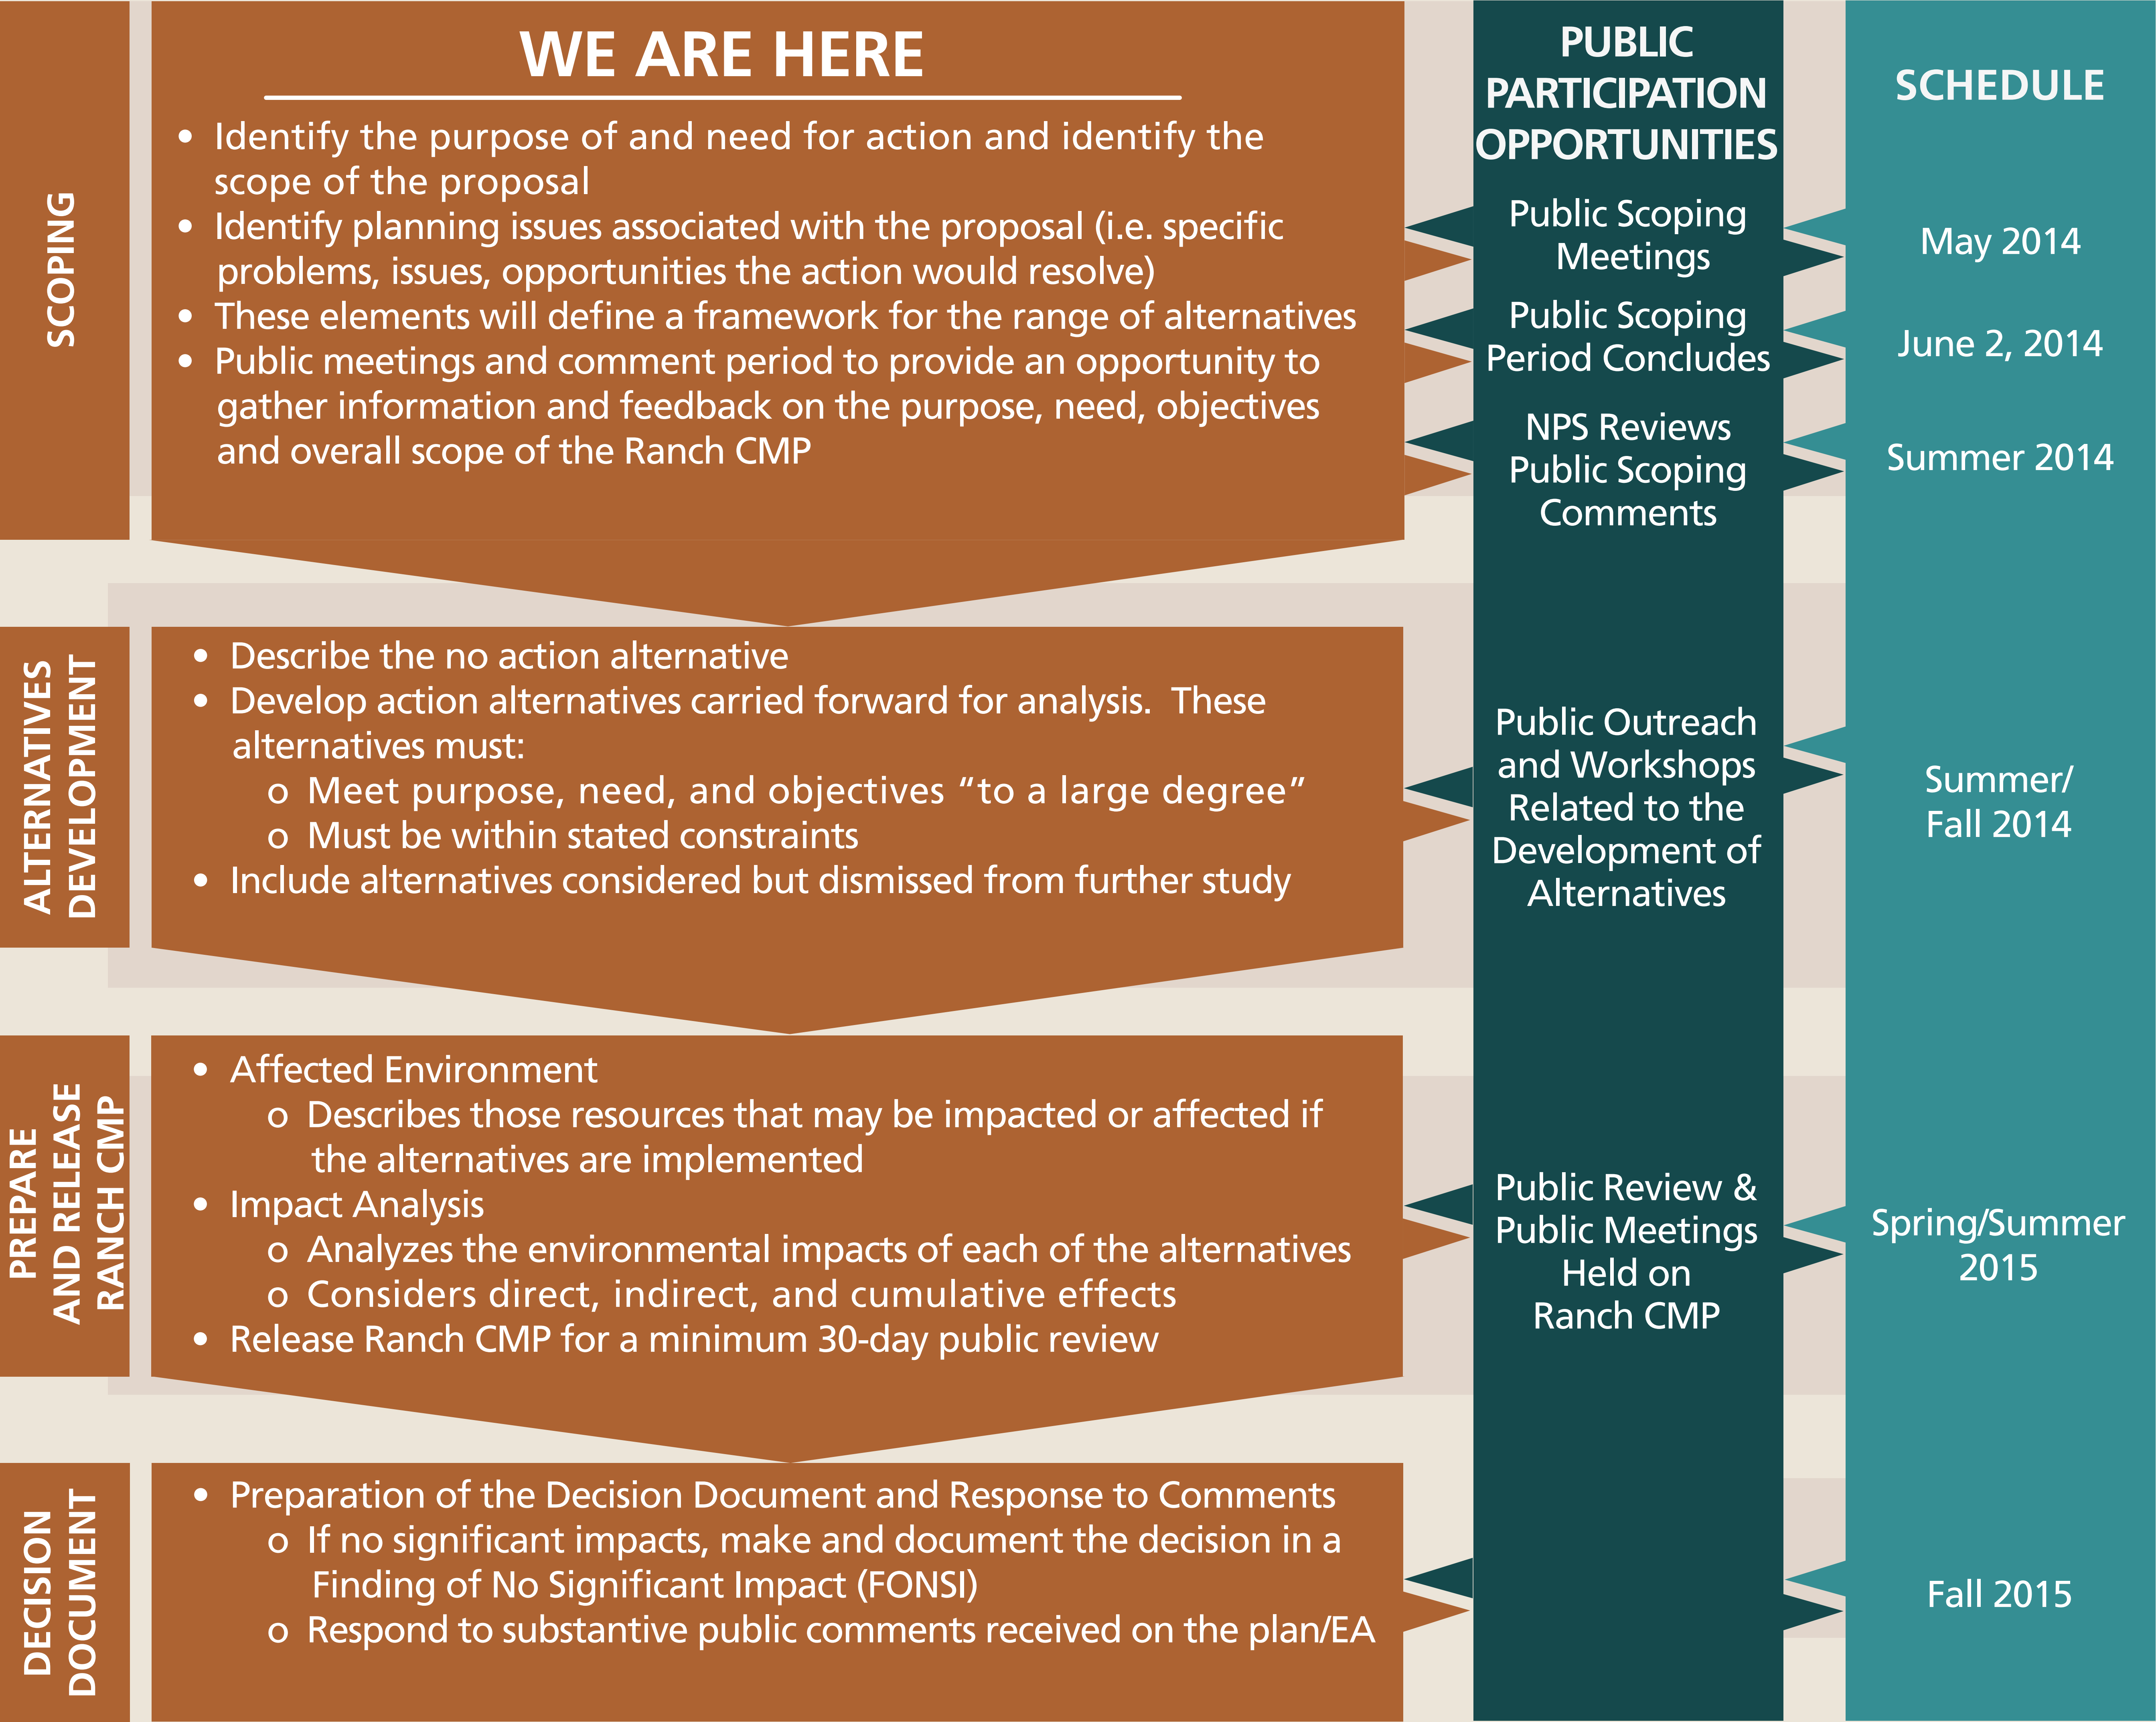 SCOPING
WE ARE HERE
• Identify the purpose of and need for action and identify the
scope of the proposal
• Identify planning issues associated with the proposal (i.e. specific
problems, issues, opportunities the action would resolve)
• These elements will define a framework for the range of alternatives
• Public meetings and comment period to provide an opportunity to
gather information and feedback on the purpose, need, objectives
and overall scope of the Ranch CMP
ALTERNATIVES
DEVELOPMENT
• Describe the no action alternative
• Develop action alternatives carried forward for analysis.  These
alternatives must:
o Meet purpose, need, and objectives “to a large degree”
o Must be within stated constraints
• Include alternatives considered but dismissed from further study
PREPARE
AND RELEASE
RANCH CMP
• Affected Environment
o Describes those resources that may be impacted or affected if
the alternatives are implemented
• Impact Analysis
o Analyzes the environmental impacts of each of the alternatives
o Considers direct, indirect, and cumulative effects
• Release Ranch CMP for a minimum 30-day public review
DECISION
DOCUMENT
• Preparation of the Decision Document and Response to Comments
o If no significant impacts, make and document the decision in a
Finding of No Significant Impact (FONSI)
o Respond to substantive public comments received on the plan/EA
PUBLIC
PARTICIPATION
OPPORTUNITIES
Public Scoping
Meetings
Public Scoping
Period Concludes
NPS Reviews
Public Scoping
Comments
Public Outreach
and Workshops
Related to the
Development of
Alternatives
Public Review &
Public Meetings
Held on
Ranch CMP
SCHEDULE
May 2014
June 2, 2014
Summer 2014
Summer/
Fall 2014
Spring/Summer
2015
Fall 2015